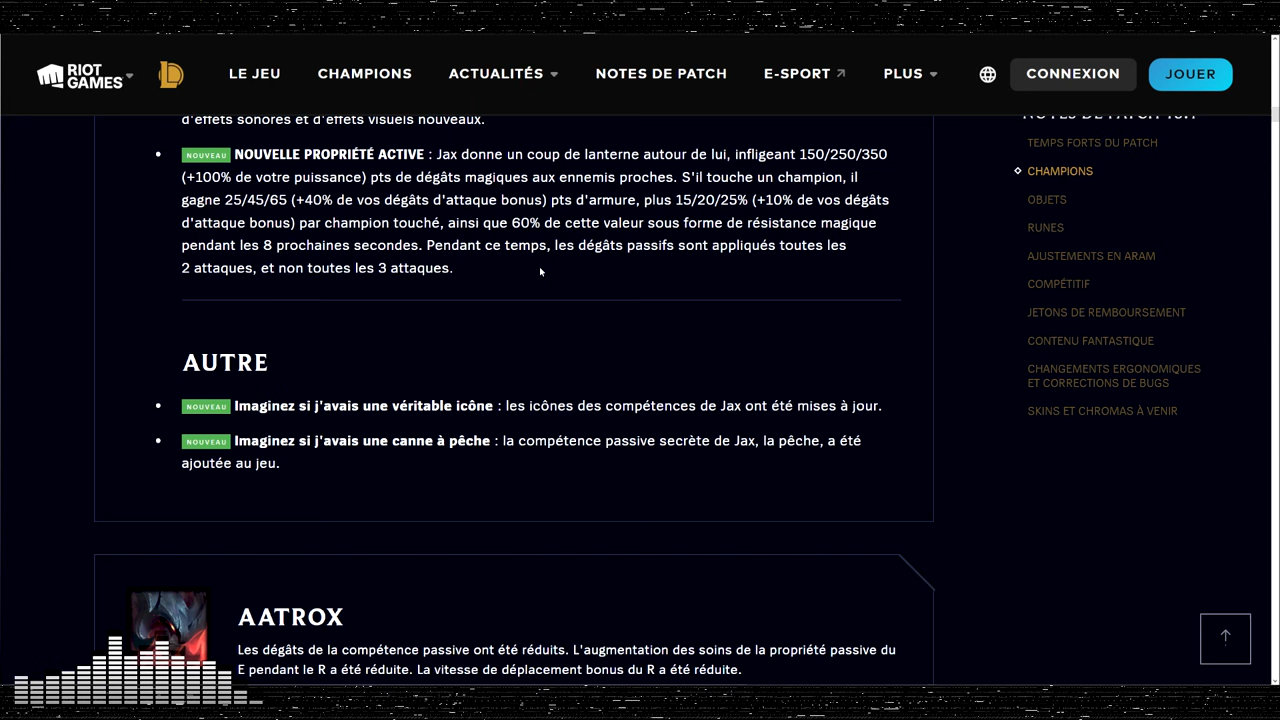 RIOT GAMES
LE JEU
CHAMPIONS
ACTUALITÉS
NOTES DE PATCH
E-SPORT
PLUS
CONNEXION
JOUER
d'effets sonores et d'effets visuels nouveaux.
NOUVEAU NOUVELLE PROPRIÉTÉ ACTIVE : Jax donne un coup de lanterne autour de lui, infligeant 150/250/350
(+100% de votre puissance) pts de dégâts magiques aux ennemis proches. S'il touche un champion, il
gagne 25/45/65 (+40% de vos dégâts d'attaque bonus) pts d'armure, plus 15/20/25% (+10% de vos dégâts
d'attaque bonus) par champion touché, ainsi que 60% de cette valeur sous forme de résistance magique
pendant les 8 prochaines secondes. Pendant ce temps, les dégâts passifs sont appliqués toutes les
2 attaques, et non toutes les 3 attaques.
AUTRE
NOUVEAU Imaginez si j'avais une véritable icône : les icônes des compétences de Jax ont été mises à jour.
NOUVEAU Imaginez si j'avais une canne à pêche : la compétence passive secrète de Jax, la pêche, a été
ajoutée au jeu.
AATROX
Les dégâts de la compétence passive ont été réduits. L'augmentation des soins de la propriété passive du
E pendant le R a été réduite. La vitesse de déplacement bonus du R a été réduite.
NOTES DE PATCH
TEMPS FORTS DU PATCH
CHAMPIONS
OBJETS
RUNES
AJUSTEMENTS EN ARAM
COMPÉTITIF
JETONS DE REMBOURSEMENT
CONTENU FANTASTIQUE
CHANGEMENTS ERGONOMIQUES
ET CORRECTIONS DE BUGS
SKINS ET CHROMAS À VENIR